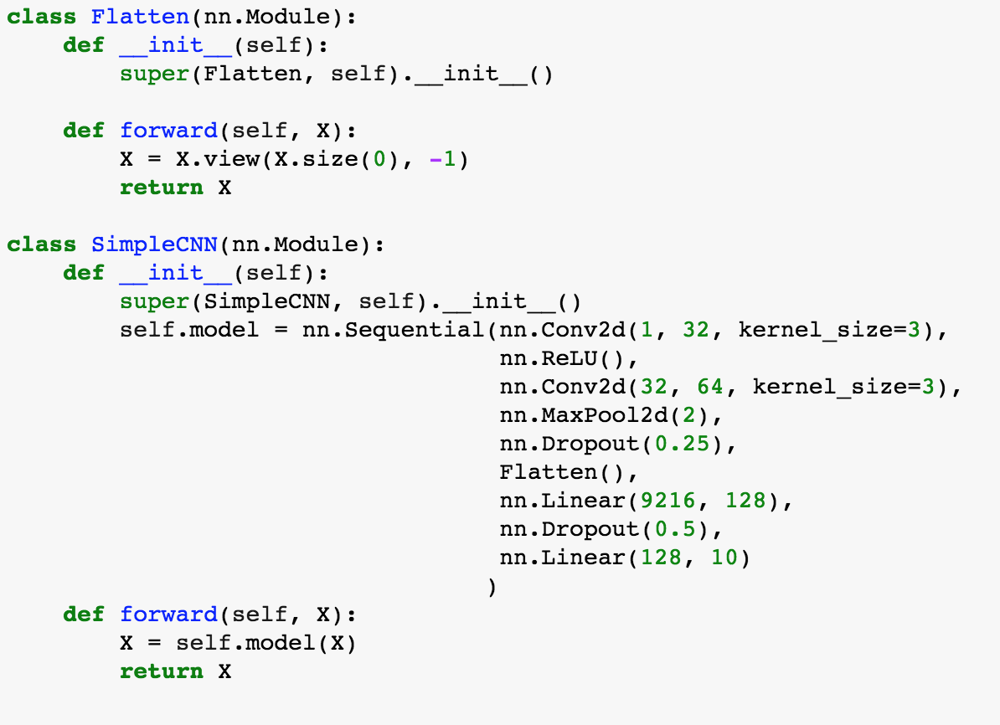 class Flatten(nn.Module):
    def __init__(self):
        super(Flatten, self).__init__()

    def forward(self, X):
        X = X.view(X.size(0), -1)
        return X

class SimpleCNN(nn.Module):
    def __init__(self):
        super(SimpleCNN, self).__init__()
        self.model = nn.Sequential(nn.Conv2d(1, 32, kernel_size=3),
                                   nn.ReLU(),
                                   nn.Conv2d(32, 64, kernel_size=3),
                                   nn.MaxPool2d(2),
                                   nn.Dropout(0.25),
                                   Flatten(),
                                   nn.Linear(9216, 128),
                                   nn.Dropout(0.5),
                                   nn.Linear(128, 10)
                                  )
    def forward(self, X):
        X = self.model(X)
        return X